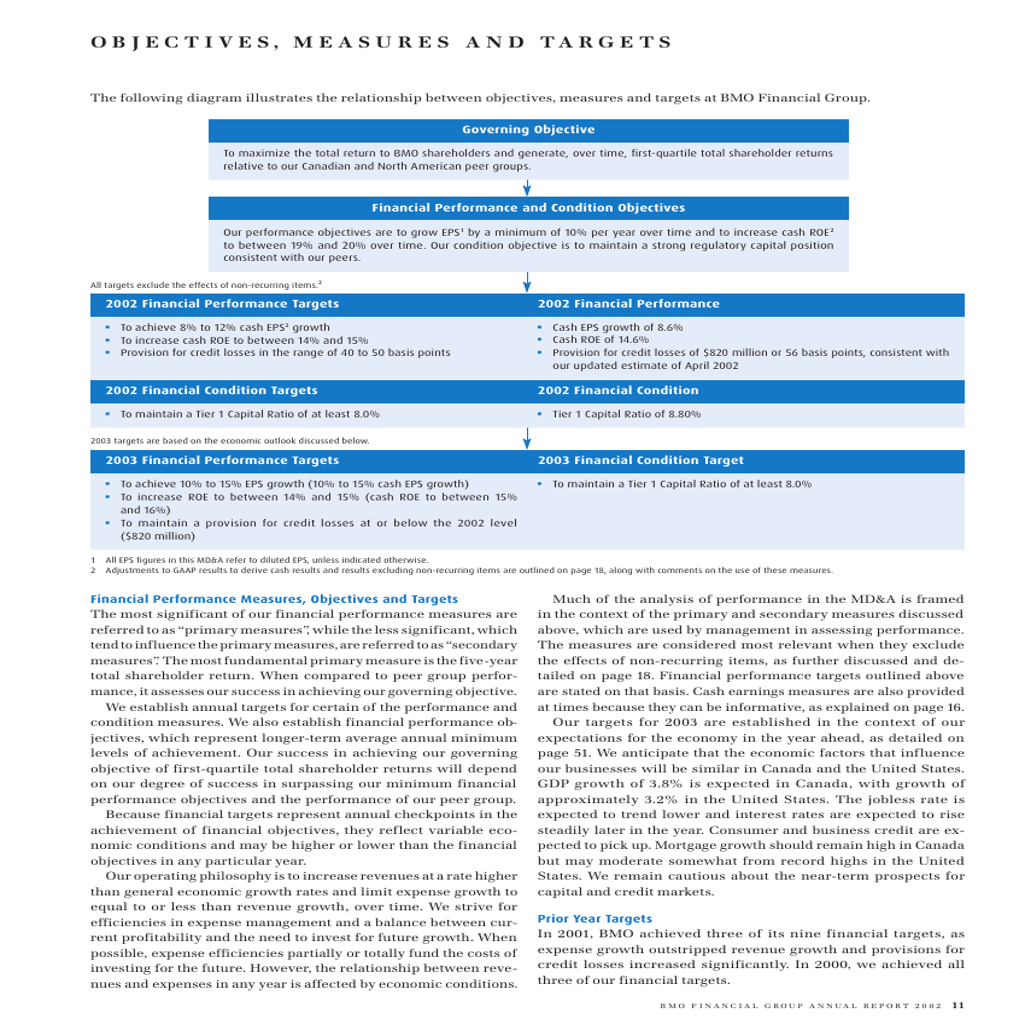 OBJECTIVES, MEASURES AND TARGETS
The following diagram illustrates the relationship between objectives, measures and targets at BMO Financial Group.
Governing Objective
To maximize the total return to BMO shareholders and generate, over time, first-quartile total shareholder returns
relative to our Canadian and North American peer groups.
Financial Performance and Condition Objectives
Our performance objectives are to grow EPS¹ by a minimum of 10% per year over time and to increase cash ROE²
to between 19% and 20% over time. Our condition objective is to maintain a strong regulatory capital position
consistent with our peers.
All targets exclude the effects of non-recurring items.²
2002 Financial Performance Targets
▪ To achieve 8% to 12% cash EPS² growth
▪ To increase cash ROE to between 14% and 15%
▪ Provision for credit losses in the range of 40 to 50 basis points
2002 Financial Performance
▪ Cash EPS growth of 8.6%
▪ Cash ROE of 14.6%
▪ Provision for credit losses of $820 million or 56 basis points, consistent with
our updated estimate of April 2002
2002 Financial Condition Targets
▪ To maintain a Tier 1 Capital Ratio of at least 8.0%
2002 Financial Condition
▪ Tier 1 Capital Ratio of 8.80%
2003 targets are based on the economic outlook discussed below.
2003 Financial Performance Targets
▪ To achieve 10% to 15% EPS growth (10% to 15% cash EPS growth)
▪ To increase ROE to between 14% and 15% (cash ROE to between 15%
and 16%)
▪ To maintain a provision for credit losses at or below the 2002 level
($820 million)
2003 Financial Condition Target
▪ To maintain a Tier 1 Capital Ratio of at least 8.0%
1 All EPS figures in this MD&A refer to diluted EPS, unless indicated otherwise.
2 Adjustments to GAAP results to derive cash results and results excluding non-recurring items are outlined on page 18, along with comments on the use of these measures.
Financial Performance Measures, Objectives and Targets
The most significant of our financial performance measures are
referred to as “primary measures”, while the less significant, which
tend to influence the primary measures, are referred to as “secondary
measures”. The most fundamental primary measure is the five-year
total shareholder return. When compared to peer group perfor-
mance, it assesses our success in achieving our governing objective.
We establish annual targets for certain of the performance and
condition measures. We also establish financial performance ob-
jectives, which represent longer-term average annual minimum
levels of achievement. Our success in achieving our governing
objective of first-quartile total shareholder returns will depend
on our degree of success in surpassing our minimum financial
performance objectives and the performance of our peer group.
Because financial targets represent annual checkpoints in the
achievement of financial objectives, they reflect variable eco-
nomic conditions and may be higher or lower than the financial
objectives in any particular year.
Our operating philosophy is to increase revenues at a rate higher
than general economic growth rates and limit expense growth to
equal to or less than revenue growth, over time. We strive for
efficiencies in expense management and a balance between cur-
rent profitability and the need to invest for future growth. When
possible, expense efficiencies partially or totally fund the costs of
investing for the future. However, the relationship between reve-
nues and expenses in any year is affected by economic conditions.
Much of the analysis of performance in the MD&A is framed
in the context of the primary and secondary measures discussed
above, which are used by management in assessing performance.
The measures are considered most relevant when they exclude
the effects of non-recurring items, as further discussed and de-
tailed on page 18. Financial performance targets outlined above
are stated on that basis. Cash earnings measures are also provided
at times because they can be informative, as explained on page 16.
Our targets for 2003 are established in the context of our
expectations for the economy in the year ahead, as detailed on
page 51. We anticipate that the economic factors that influence
our businesses will be similar in Canada and the United States.
GDP growth of 3.8% is expected in Canada, with growth of
approximately 3.2% in the United States. The jobless rate is
expected to trend lower and interest rates are expected to rise
steadily later in the year. Consumer and business credit are ex-
pected to pick up. Mortgage growth should remain high in Canada
but may moderate somewhat from record highs in the United
States. We remain cautious about the near-term prospects for
capital and credit markets.
Prior Year Targets
In 2001, BMO achieved three of its nine financial targets, as
expense growth outstripped revenue growth and provisions for
credit losses increased significantly. In 2000, we achieved all
three of our financial targets.
BMO FINANCIAL GROUP ANNUAL REPORT 2002 11